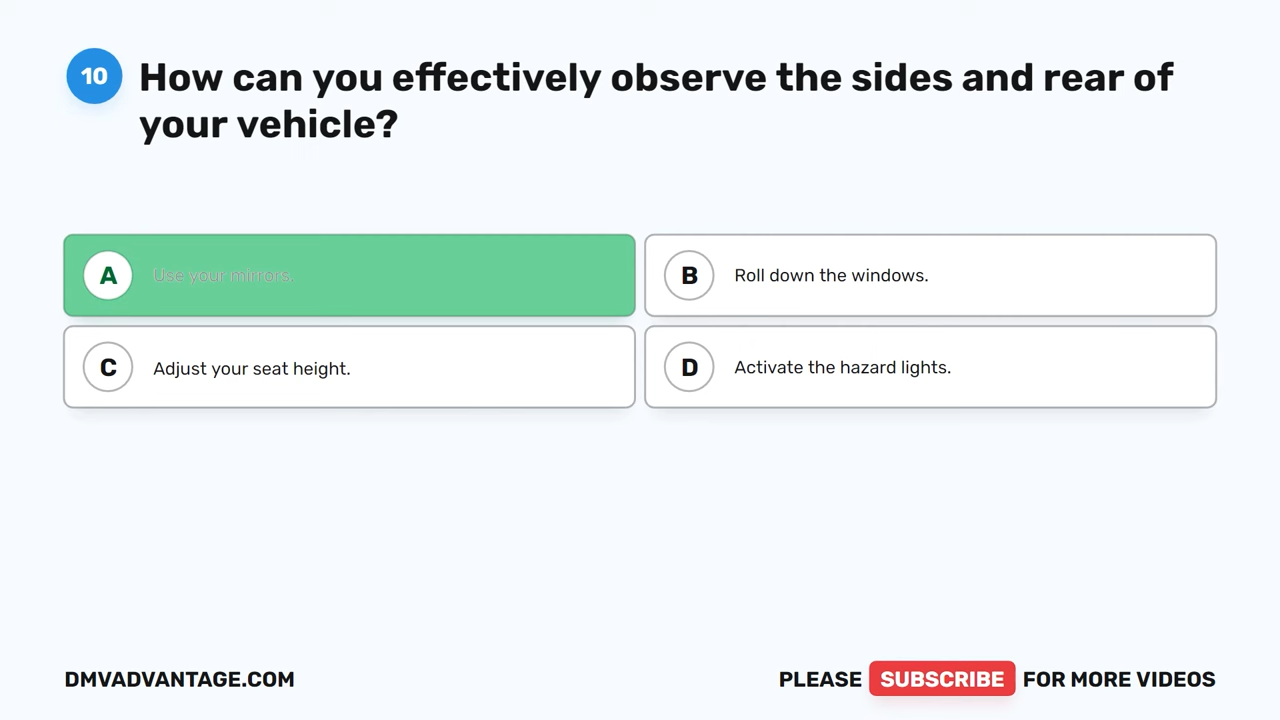 10
How can you effectively observe the sides and rear of
your vehicle?
A Use your mirrors.
B Roll down the windows.
C Adjust your seat height.
D Activate the hazard lights.
DMVADVANTAGE.COM
PLEASE SUBSCRIBE FOR MORE VIDEOS